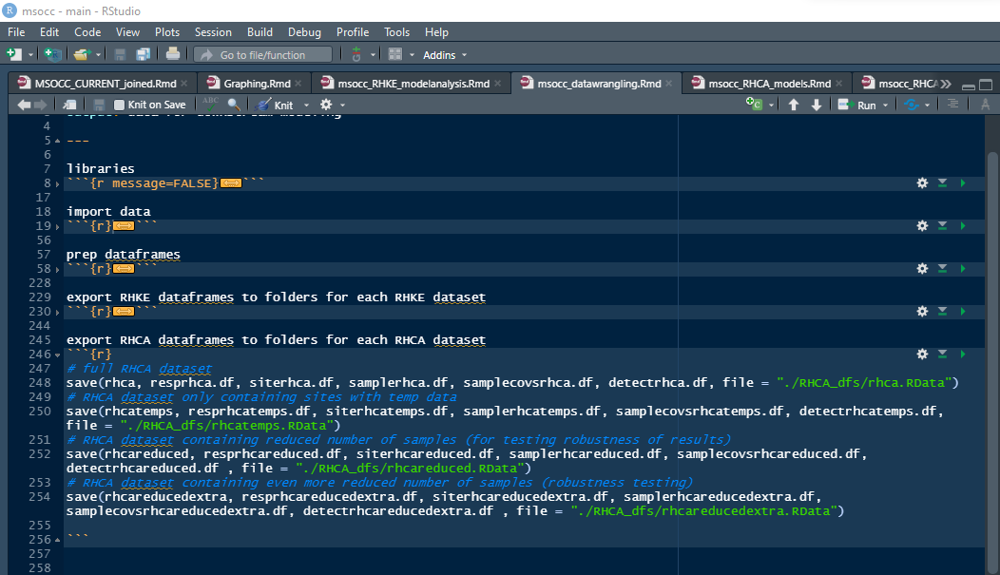 msocc - main - RStudio
File Edit Code View Plots Session Build Debug Profile Tools Help
Go to file/function Addins
MSOCC_CURRENT_joined.Rmd Graphing.Rmd msocc_RHKE_modelanalysis.Rmd msocc_datawrangling.Rmd msocc_RHCA_models.Rmd msocc_RHCA
Knit on Save ABC Knit Run
4
5 ---
6
7 libraries
8 ```{r message=FALSE} ```
17
18 import data
19 ```{r} ```
56
57 prep dataframes
58 ```{r} ```
228
229 export RHKE dataframes to folders for each RHKE dataset
230 ```{r} ```
244
245 export RHCA dataframes to folders for each RHCA dataset
246 ```{r}
247 # full RHCA dataset
248 save(rhca, resprhca.df, siterhca.df, samplerhca.df, samplecovsrhca.df, detectrhca.df, file = "./RHCA_dfs/rhca.RData")
249 # RHCA dataset only containing sites with temp data
250 save(rhcatemps, resprhcatemps.df, siterhcatemps.df, samplerhcatemps.df, samplecovsrhcatemps.df, detectrhcatemps.df,
file = "./RHCA_dfs/rhcatemps.RData")
251 # RHCA dataset containing reduced number of samples (for testing robustness of results)
252 save(rhcareduced, resprhcareduced.df, siterhcareduced.df, samplerhcareduced.df, samplecovsrhcareduced.df,
detectrhcareduced.df , file = "./RHCA_dfs/rhcareduced.RData")
253 # RHCA dataset containing even more reduced number of samples (robustness testing)
254 save(rhcareducedextra, resprhcareducedextra.df, siterhcareducedextra.df, samplerhcareducedextra.df,
samplecovsrhcareducedextra.df, detectrhcareducedextra.df , file = "./RHCA_dfs/rhcareducedextra.RData")
255
256 ```
257
258